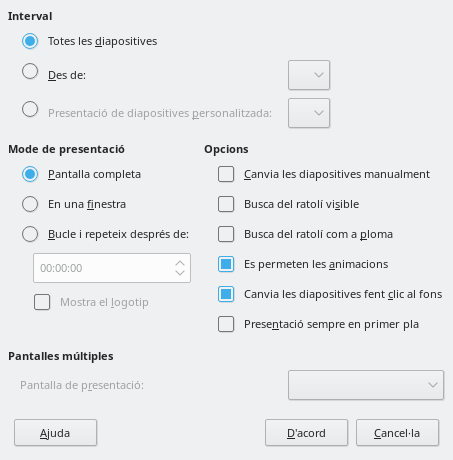 Interval
Totes les diapositives
Des de:
Presentació de diapositives personalitzada:
Mode de presentació
Opcions
Pantalla completa
Canvia les diapositives manualment
En una finestra
Busca del ratolí visible
Bucle i repeteix després de:
Busca del ratolí com a ploma
00:00:00
Es permeten les animacions
Mostra el logotip
Canvia les diapositives fent clic al fons
Presentació sempre en primer pla
Pantalles múltiples
Pantalla de presentació:
Ajuda
D'acord
Cancel·la